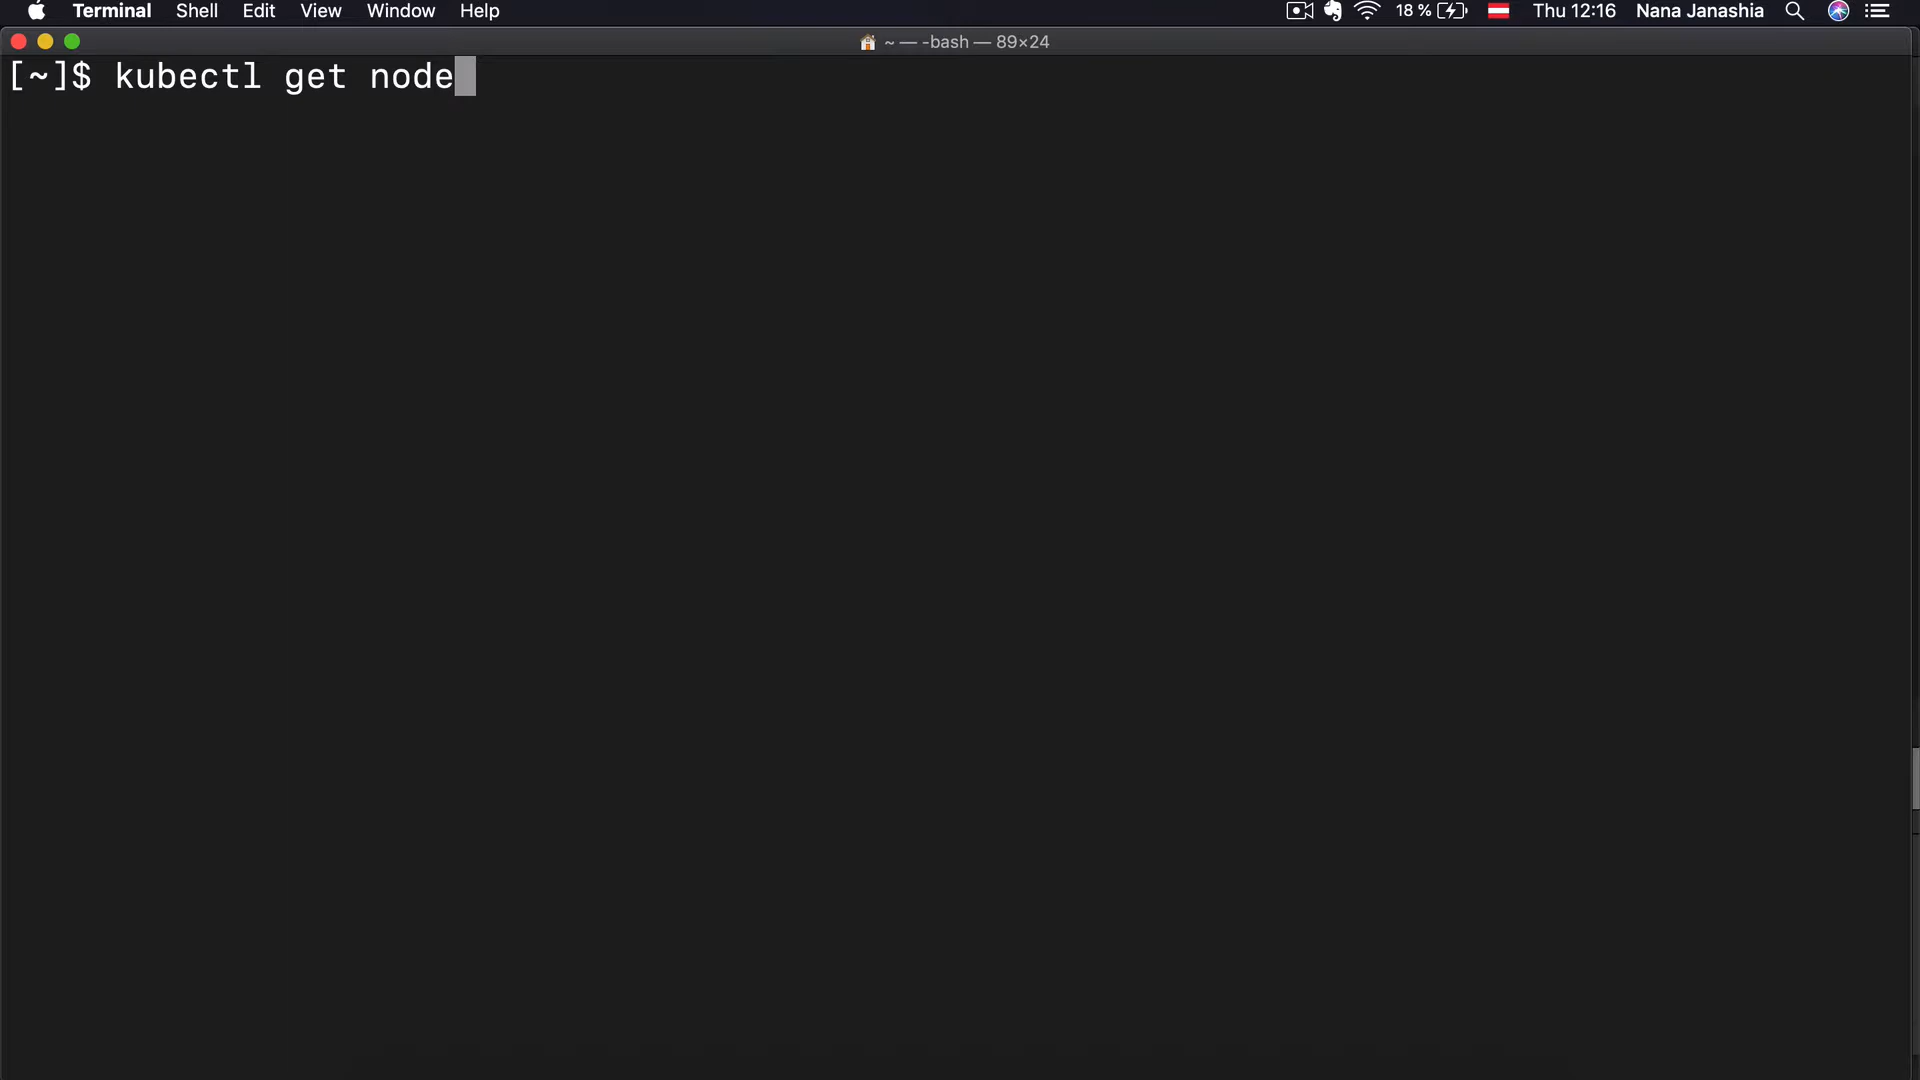 Terminal Shell Edit View Window Help 18 % Thu 12:16 Nana Janashia
~ — -bash — 89×24
[~]$ kubectl get node